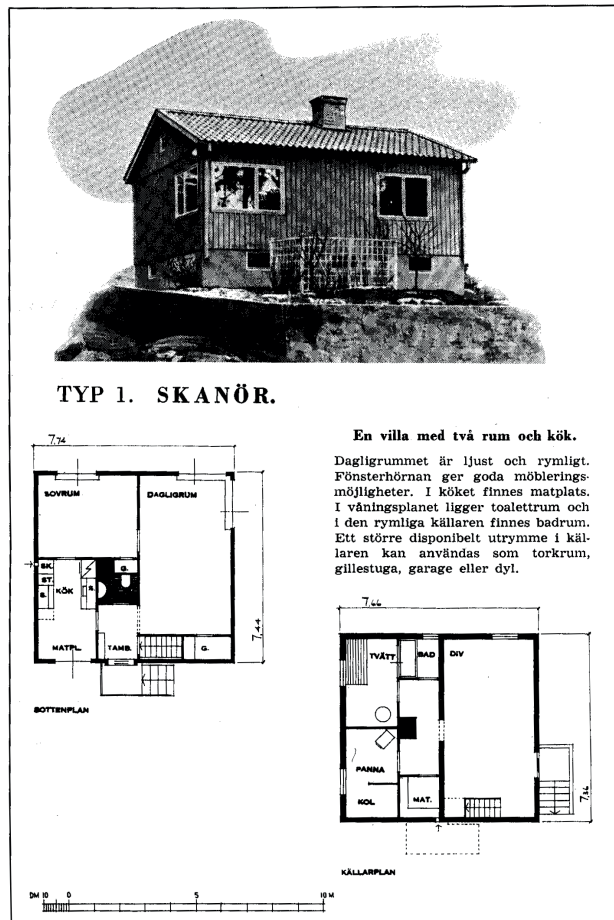 TYP 1. SKANÖR.
7,74
SOVRUM
DAGLIGRUM
SK.
ST.
S.
KÖK
S.
G.
MATPL.
TAMB.
G.
7,44
BOTTENPLAN
En villa med två rum och kök.
Dagligrummet är ljust och rymligt.
Fönsterhörnan ger goda möblerings-
möjligheter. I köket finnes matplats.
I våningsplanet ligger toalettrum och
i den rymliga källaren finnes badrum.
Ett större disponibelt utrymme i käl-
laren kan användas som torkrum,
gillestuga, garage eller dyl.
7,66
TVÄTT
BAD
DIV
PANNA
KOL
MAT.
7,36
KÄLLARPLAN
DM 10 0 5 10 M